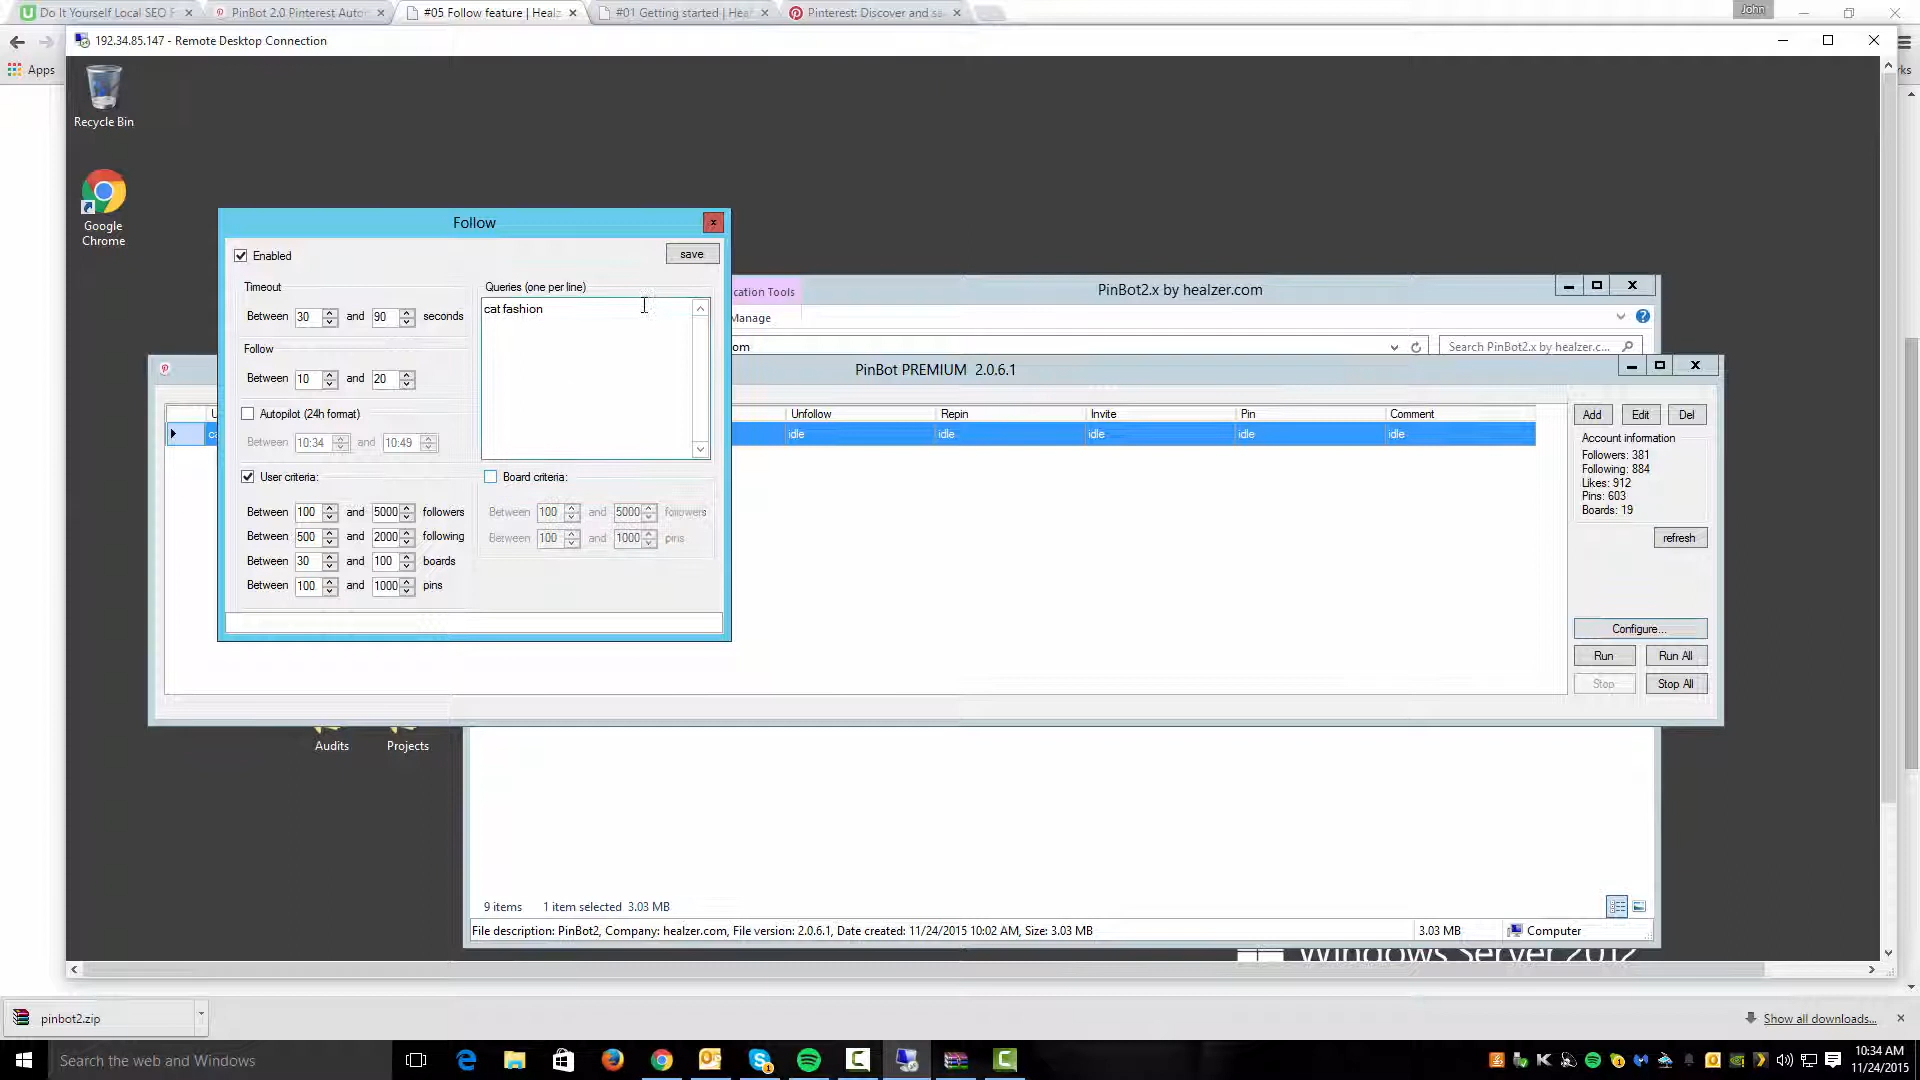 Do It Yourself Local SEO F
PinBot 2.0 Pinterest Auto
#05 Follow feature | Healz
#01 Getting started | Hea
Pinterest: Discover and sa
John
Apps
rks
192.34.85.147 - Remote Desktop Connection
Recycle Bin
Google
Chrome
Follow
Enabled
save
Timeout
Between 30 and 90 seconds
Follow
Between 10 and 20
Autopilot (24h format)
Between 10:34 and 10:49
Queries (one per line)
cat fashion
User criteria:
Between 100 and 5000 followers
Between 500 and 2000 following
Between 30 and 100 boards
Between 100 and 1000 pins
Board criteria:
Between 100 and 5000 followers
Between 100 and 1000 pins
cation Tools
PinBot2.x by healzer.com
Manage
om
Search PinBot2.x by healzer.c...
PinBot PREMIUM 2.0.6.1
U
Unfollow Repin Invite Pin Comment
idle idle idle idle idle
Add Edit Del
Account information
Followers: 381
Following: 884
Likes: 912
Pins: 603
Boards: 19
refresh
Configure...
Run Run All
Stop Stop All
Audits Projects
9 items 1 item selected 3.03 MB
File description: PinBot2, Company: healzer.com, File version: 2.0.6.1, Date created: 11/24/2015 10:02 AM, Size: 3.03 MB
3.03 MB
Computer
Windows Server 2012
pinbot2.zip
Show all downloads...
Search the web and Windows
10:34 AM
11/24/2015